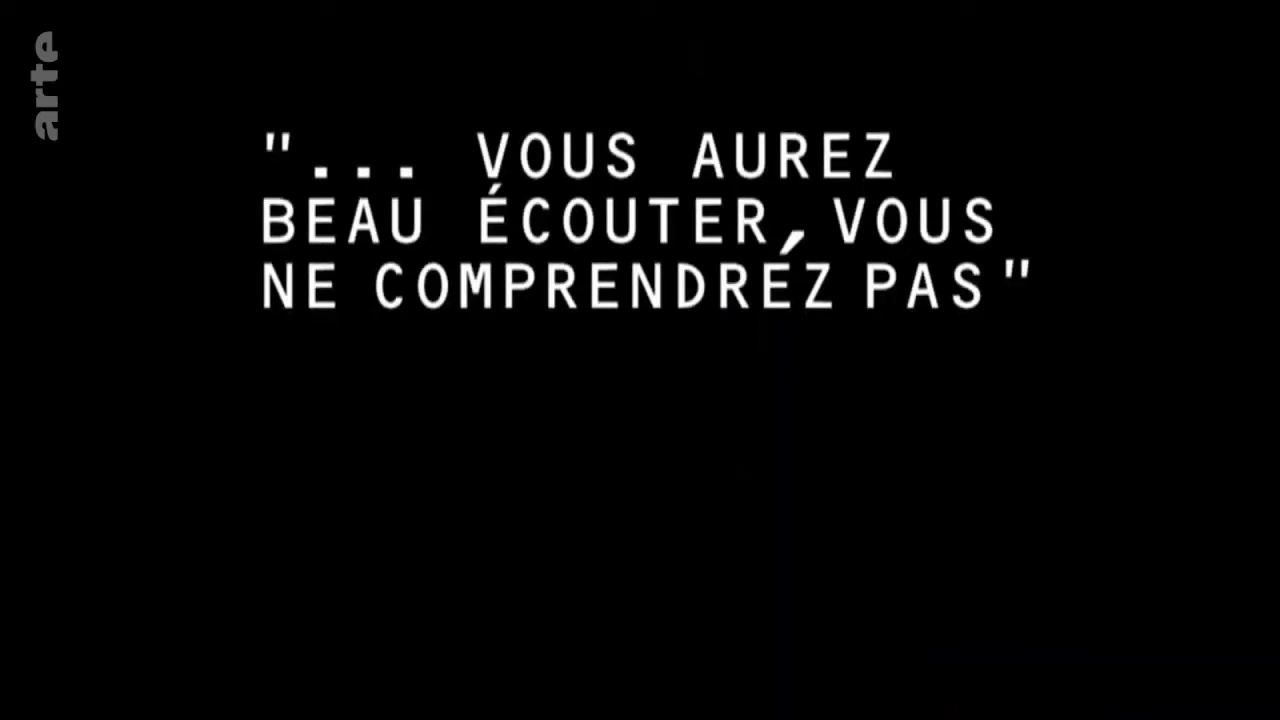 arte
"... VOUS AUREZ
BEAU ÉCOUTER, VOUS
NE COMPRENDREZ PAS"